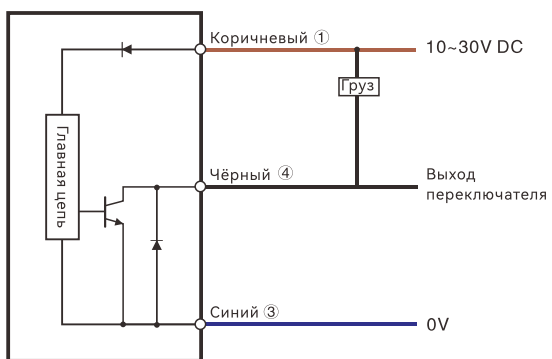 Коричневый ①
10~30V DC
Груз
Главная цепь
Чёрный ④
Выход
переключателя
Синий ③
0V